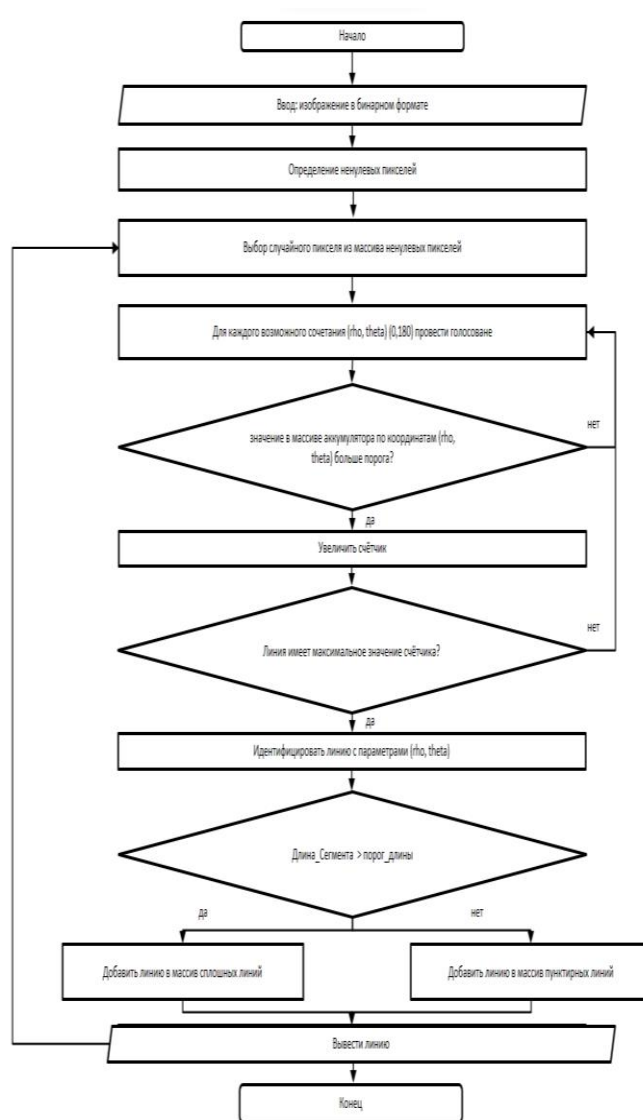 Начало
Ввод: изображение в бинарном формате
Определение ненулевых пикселей
Выбор случайного пикселя из массива ненулевых пикселей
Для каждого возможного сочетания (rho, theta) (0,180) провести голосоване
значение в массиве аккумулятора по координатам (rho,
theta) больше порога?
нет
да
Увеличить счётчик
Линия имеет максимальное значение счётчика?
нет
да
Идентифицировать линию с параметрами (rho, theta)
Длина_Сегмента > порог_длины
да
нет
Добавить линию в массив сплошных линий
Добавить линию в массив пунктирных линий
Вывести линию
Конец